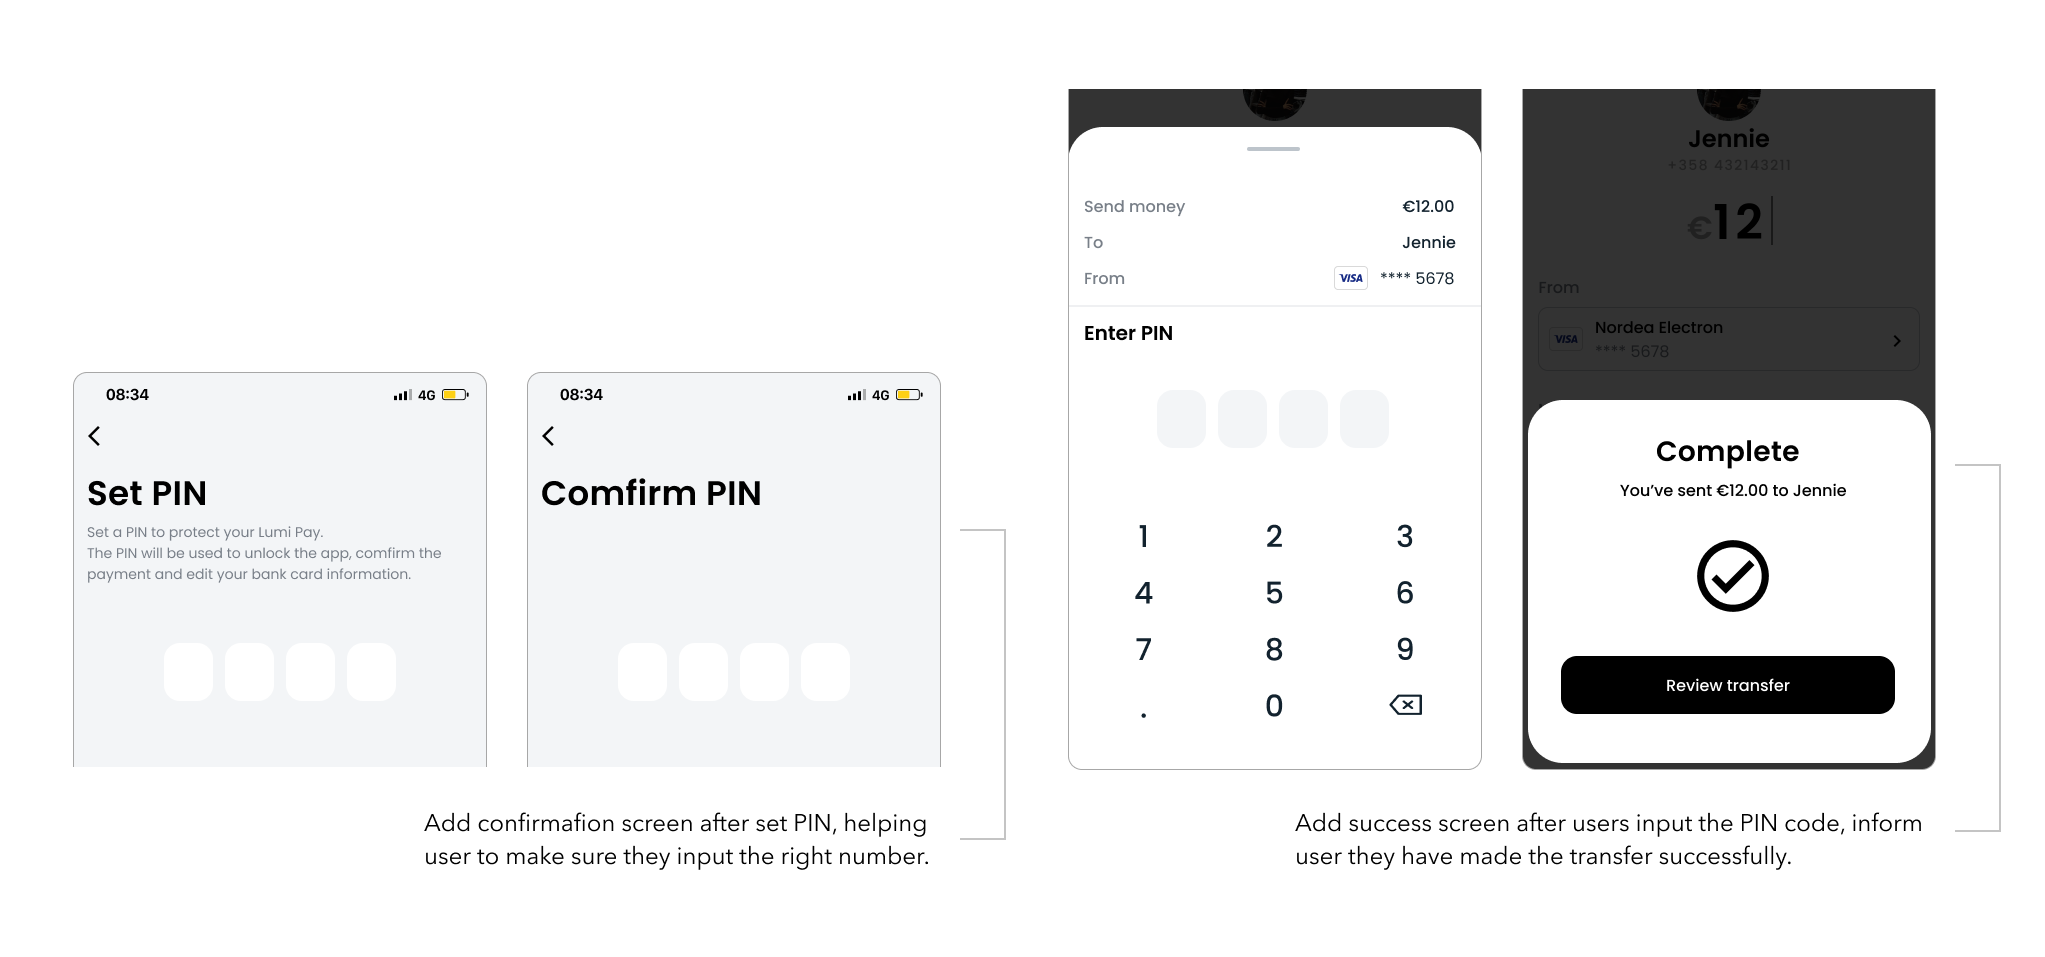 08:34
4G
Set PIN
Set a PIN to protect your Lumi Pay.
The PIN will be used to unlock the app, comfirm the
payment and edit your bank card information.
08:34
4G
Comfirm PIN
Add confirmafion screen after set PIN, helping
user to make sure they input the right number.
Send money €12.00
To Jennie
From VISA **** 5678
Enter PIN
1 2 3
4 5 6
7 8 9
. 0
Jennie
+358 432143211
€12
From
VISA Nordea Electron
**** 5678
Complete
You’ve sent €12.00 to Jennie
Review transfer
Add success screen after users input the PIN code, inform
user they have made the transfer successfully.